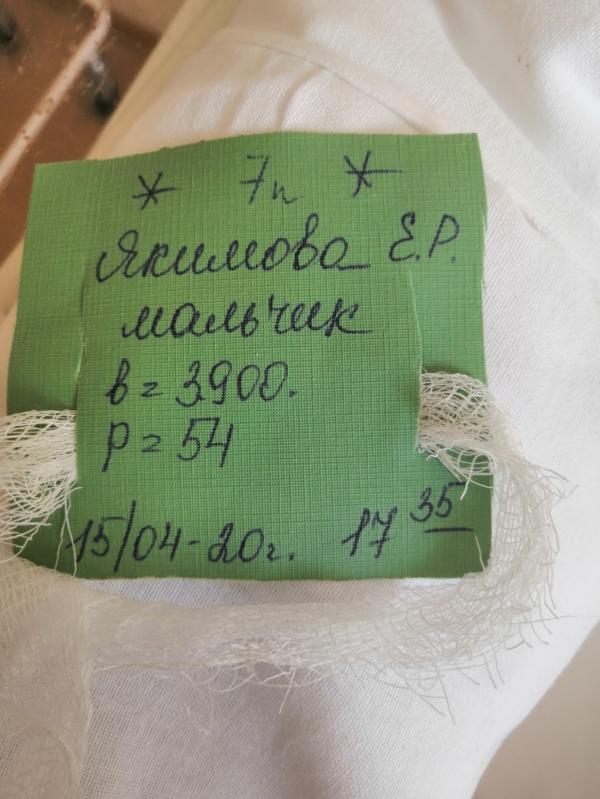 * 7п *
Якимова Е.Р.
мальчик
в = 3900.
р = 54
15/04-20г. 17 35